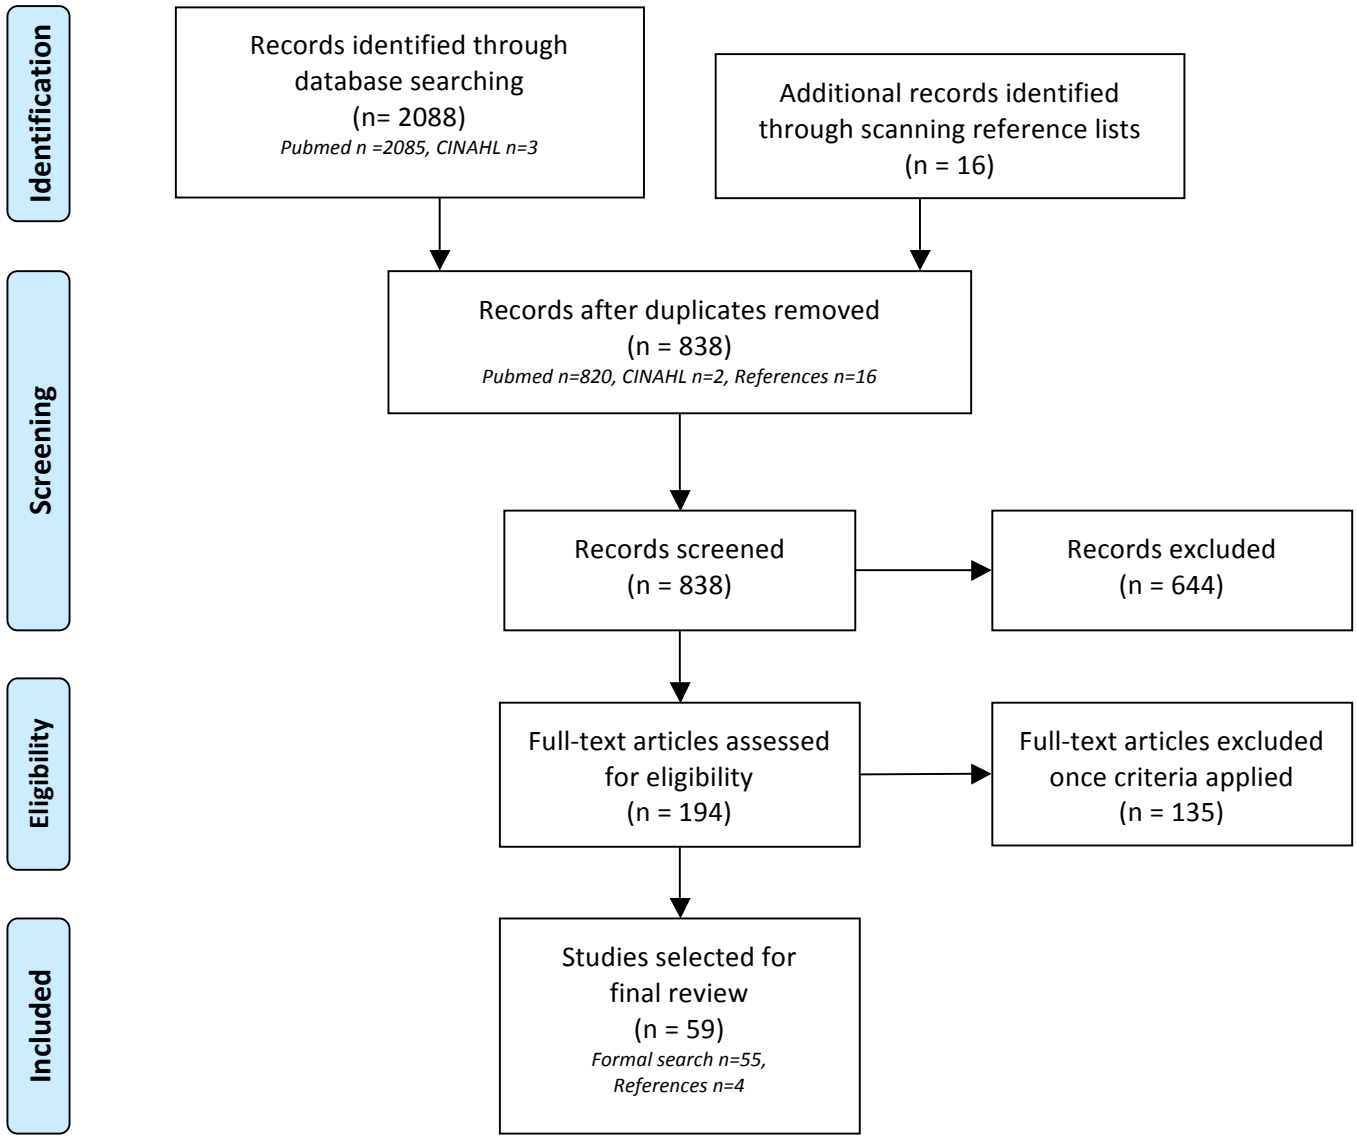 Identification
Records identified through
database searching
(n= 2088)
Pubmed n =2085, CINAHL n=3
Additional records identified
through scanning reference lists
(n = 16)
Screening
Records after duplicates removed
(n = 838)
Pubmed n=820, CINAHL n=2, References n=16
Records screened
(n = 838)
Records excluded
(n = 644)
Eligibility
Full-text articles assessed
for eligibility
(n = 194)
Full-text articles excluded
once criteria applied
(n = 135)
Included
Studies selected for
final review
(n = 59)
Formal search n=55,
References n=4